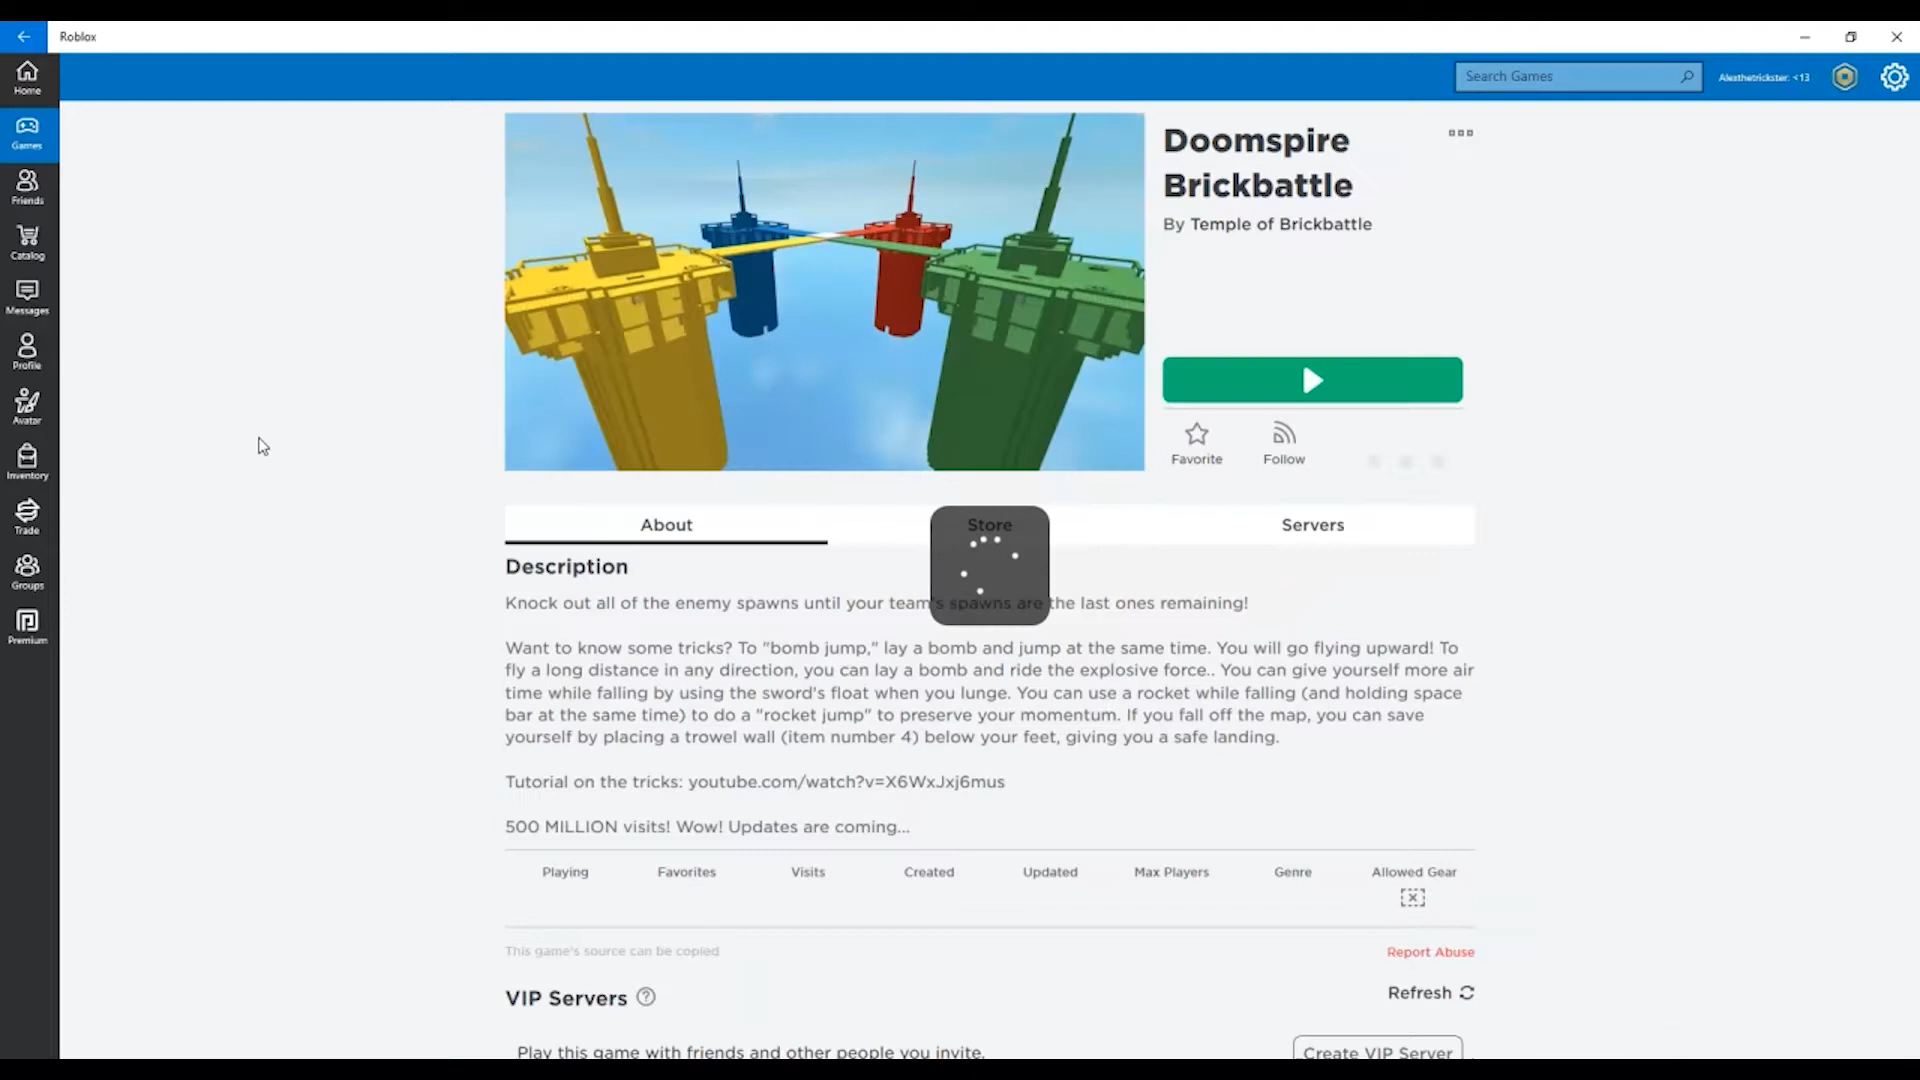 Roblox
Home
Search Games
Alexthetrickster: <13
Games
Friends
Catalog
Messages
Profile
Avatar
Inventory
Trade
Groups
Premium
Doomspire
Brickbattle
By Temple of Brickbattle
Favorite
Follow
About
Store
Servers
Description
Knock out all of the enemy spawns until your team's spawns are the last ones remaining!
Want to know some tricks? To "bomb jump," lay a bomb and jump at the same time. You will go flying upward! To
fly a long distance in any direction, you can lay a bomb and ride the explosive force.. You can give yourself more air
time while falling by using the sword's float when you lunge. You can use a rocket while falling (and holding space
bar at the same time) to do a "rocket jump" to preserve your momentum. If you fall off the map, you can save
yourself by placing a trowel wall (item number 4) below your feet, giving you a safe landing.
Tutorial on the tricks: youtube.com/watch?v=X6WxJxj6mus
500 MILLION visits! Wow! Updates are coming...
Playing
Favorites
Visits
Created
Updated
Max Players
Genre
Allowed Gear
This game's source can be copied
Report Abuse
VIP Servers
Refresh
Play this game with friends and other people you invite.
Create VIP Server